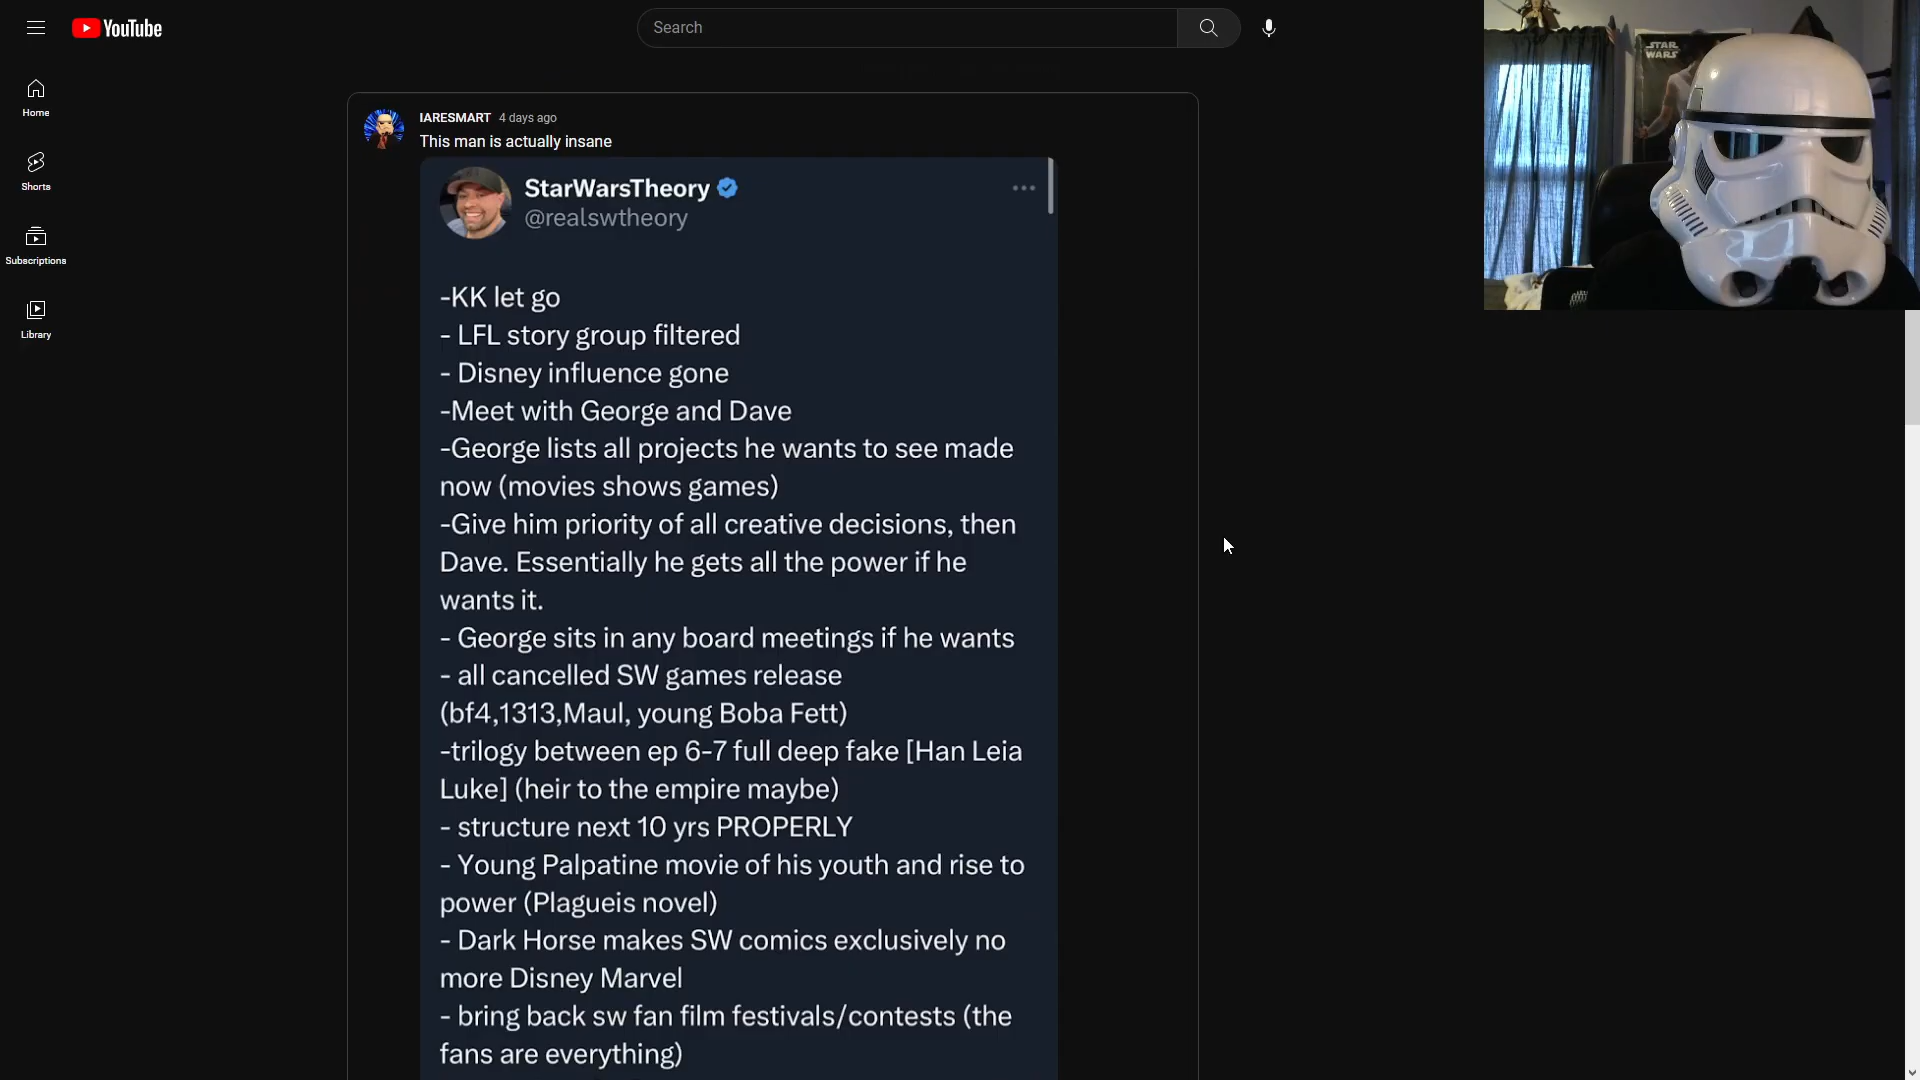 YouTube
Search
Home
Shorts
Subscriptions
Library
IARESMART 4 days ago
This man is actually insane
StarWarsTheory
@realswtheory
-KK let go
- LFL story group filtered
- Disney influence gone
-Meet with George and Dave
-George lists all projects he wants to see made
now (movies shows games)
-Give him priority of all creative decisions, then
Dave. Essentially he gets all the power if he
wants it.
- George sits in any board meetings if he wants
- all cancelled SW games release
(bf4,1313,Maul, young Boba Fett)
-trilogy between ep 6-7 full deep fake [Han Leia
Luke] (heir to the empire maybe)
- structure next 10 yrs PROPERLY
- Young Palpatine movie of his youth and rise to
power (Plagueis novel)
- Dark Horse makes SW comics exclusively no
more Disney Marvel
- bring back sw fan film festivals/contests (the
fans are everything)
STAR
WARS